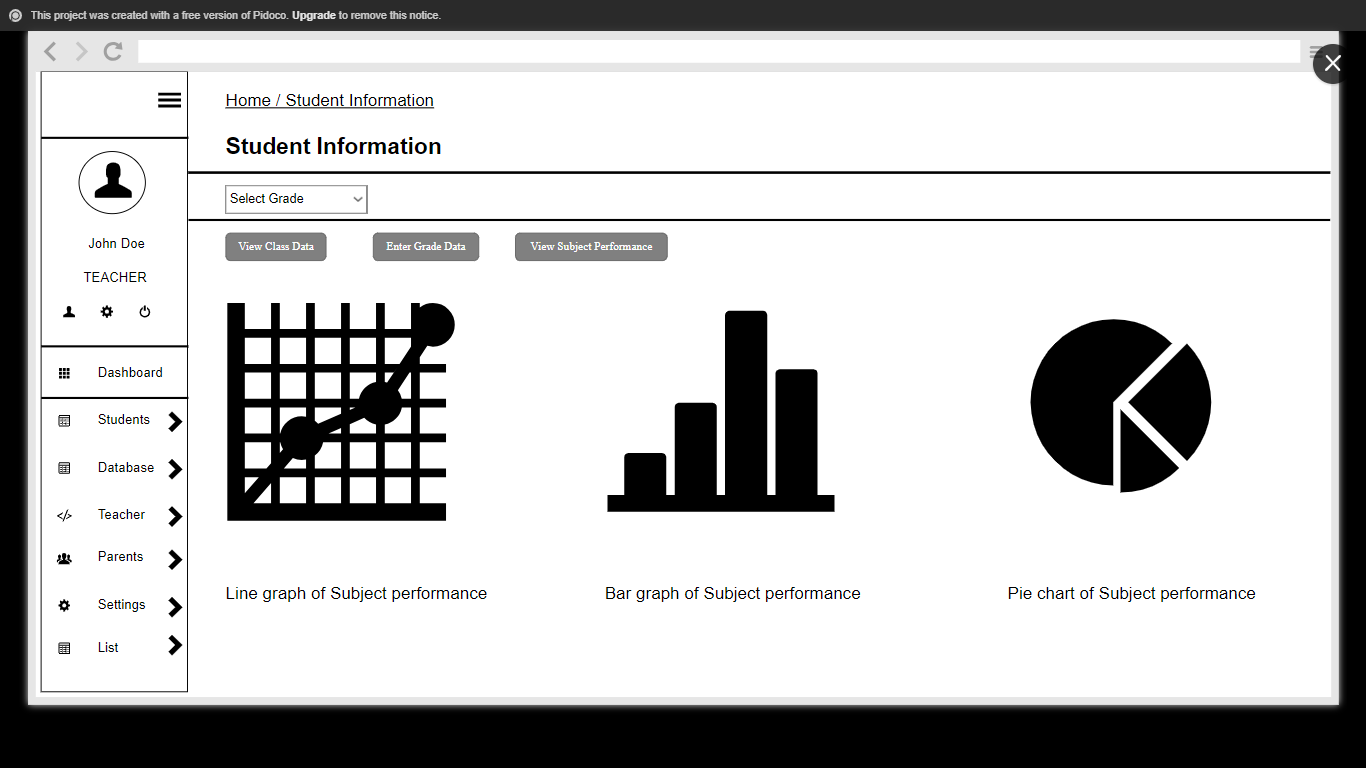 This project was created with a free version of Pidoco. Upgrade to remove this notice.
Home / Student Information
Student Information
Select Grade
View Class Data
Enter Grade Data
View Subject Performance
John Doe
TEACHER
Dashboard
Students
Database
Teacher
Parents
Settings
List
Line graph of Subject performance
Bar graph of Subject performance
Pie chart of Subject performance